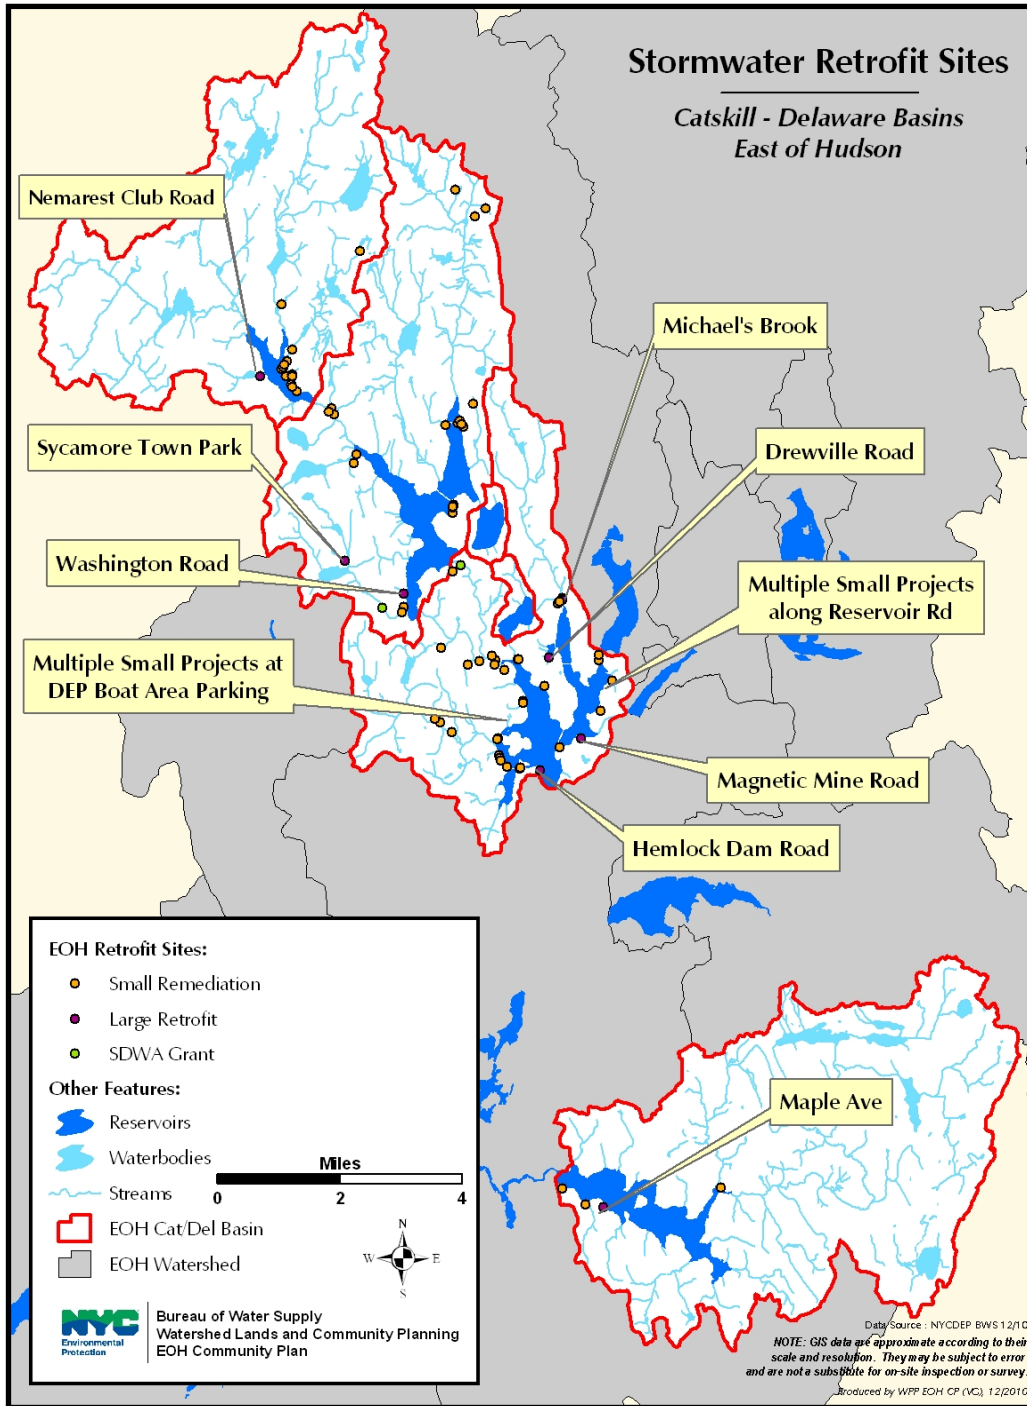 Stormwater Retrofit Sites
Catskill - Delaware Basins
East of Hudson
Nemarest Club Road
Michael's Brook
Sycamore Town Park
Drewville Road
Washington Road
Multiple Small Projects
along Reservoir Rd
Multiple Small Projects at
DEP Boat Area Parking
Magnetic Mine Road
Hemlock Dam Road
Maple Ave
EOH Retrofit Sites:
Small Remediation
Large Retrofit
SDWA Grant
Other Features:
Reservoirs
Waterbodies
Streams
EOH Cat/Del Basin
EOH Watershed
Miles
0 2 4
N
W E
S
NYC
Environmental
Protection
Bureau of Water Supply
Watershed Lands and Community Planning
EOH Community Plan
Data Source : NYCDEP BWS 12/10
NOTE: GIS data are approximate according to their
scale and resolution. They may be subject to error
and are not a substitute for on-site inspection or survey.
Produced by WPP EOH CP (VG), 12/2010